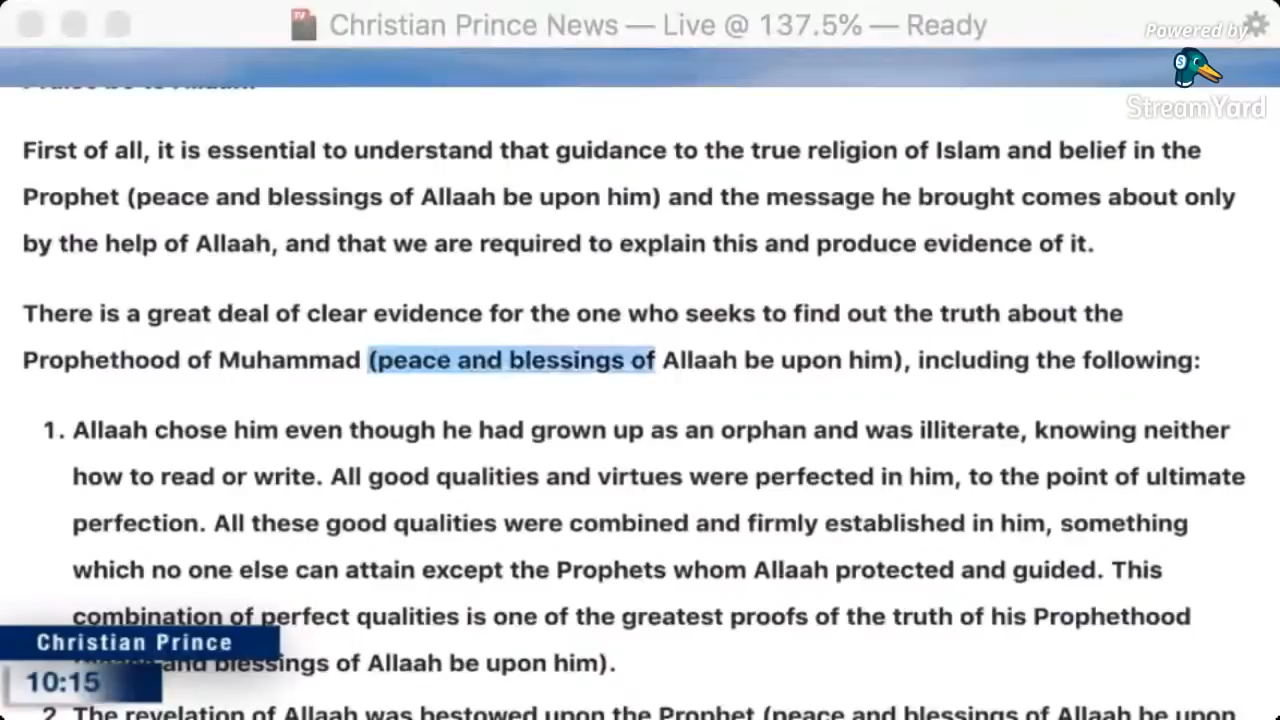 Christian Prince News — Live @ 137.5% — Ready
Powered by
StreamYard
First of all, it is essential to understand that guidance to the true religion of Islam and belief in the
Prophet (peace and blessings of Allaah be upon him) and the message he brought comes about only
by the help of Allaah, and that we are required to explain this and produce evidence of it.
There is a great deal of clear evidence for the one who seeks to find out the truth about the
Prophethood of Muhammad (peace and blessings of Allaah be upon him), including the following:
1. Allaah chose him even though he had grown up as an orphan and was illiterate, knowing neither
how to read or write. All good qualities and virtues were perfected in him, to the point of ultimate
perfection. All these good qualities were combined and firmly established in him, something
which no one else can attain except the Prophets whom Allaah protected and guided. This
combination of perfect qualities is one of the greatest proofs of the truth of his Prophethood
and blessings of Allaah be upon him).
2. The revelation of Allaah was bestowed upon the Prophet (peace and blessings of Allaah be upon
Christian Prince
10:15